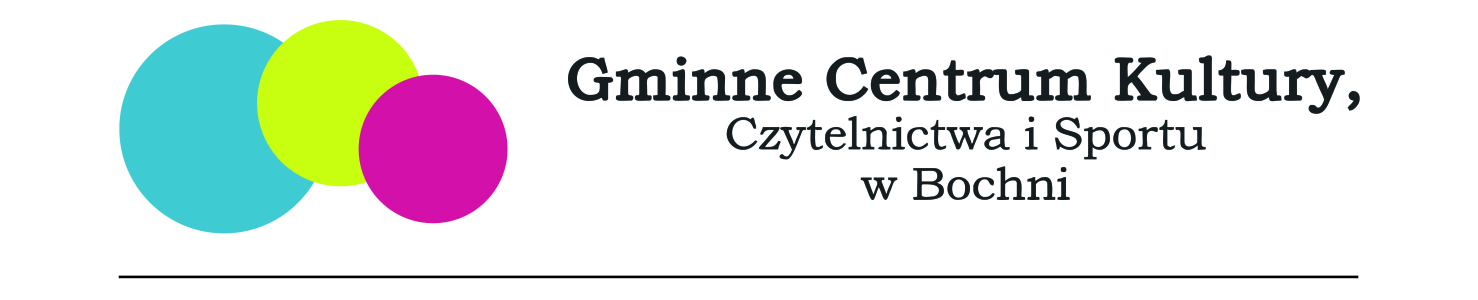 Gminne Centrum Kultury,
Czytelnictwa i Sportu
w Bochni